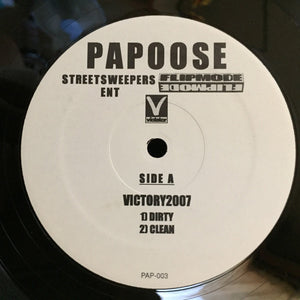 PAPOOSE
STREETSWEEPERS FLIPMODE
ENT FLIPMODE
V
SIDE A
VICTORY2007
1) DIRTY
2) CLEAN
PAP-003